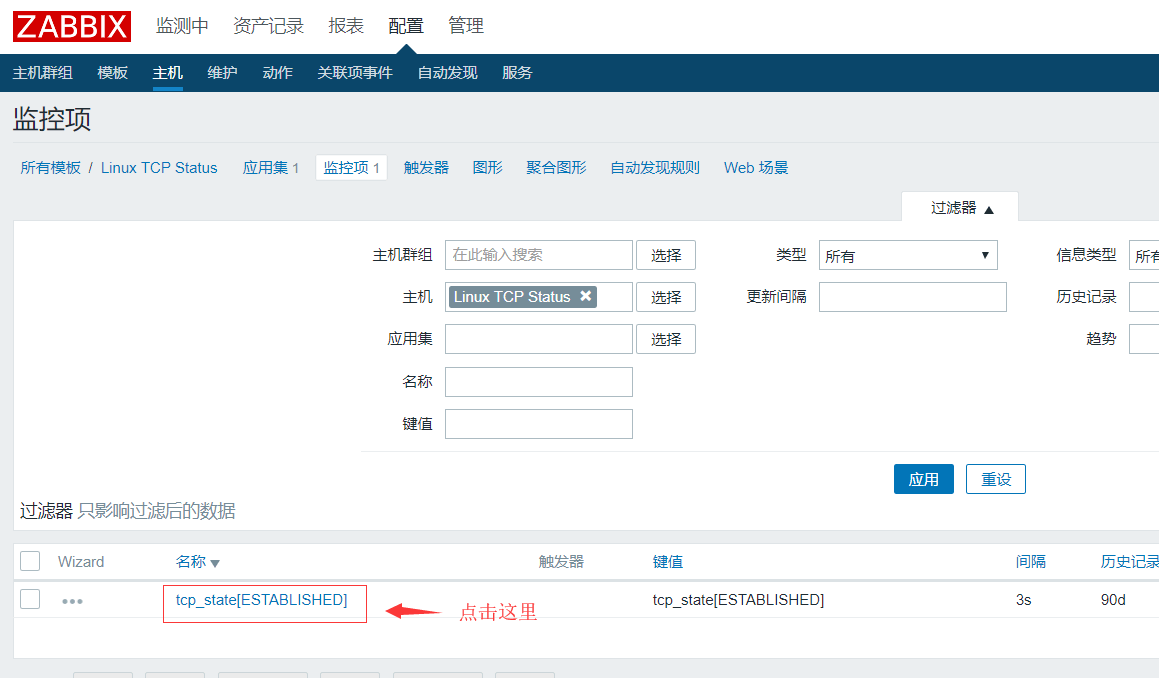 ZABBIX 监测中 资产记录 报表 配置 管理
主机群组 模板 主机 维护 动作 关联项事件 自动发现 服务
监控项
所有模板 / Linux TCP Status 应用集 1 监控项 1 触发器 图形 聚合图形 自动发现规则 Web 场景
过滤器 ▲
主机群组 在此输入搜索 选择 类型 所有 ▼ 信息类型 所有
主机 Linux TCP Status ✖ 选择 更新间隔 历史记录
应用集 选择 趋势
名称
键值
应用 重设
过滤器 只影响过滤后的数据
Wizard 名称 ▼ 触发器 键值 间隔 历史记录
••• tcp_state[ESTABLISHED] 点击这里 tcp_state[ESTABLISHED] 3s 90d